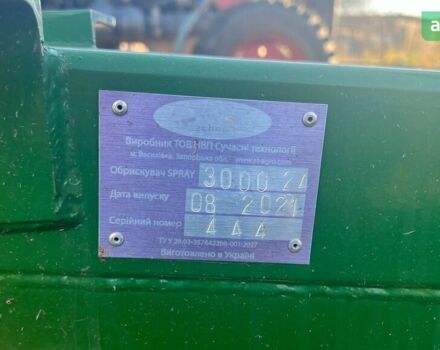 Виробник ТОВ НВП Сучасні технології
м. Василівка, Запорізька обл.
Обприскувач SPRAY 3000 24
Дата випуску 08 2021
Серійний номер 444
Виготовлено в Україні